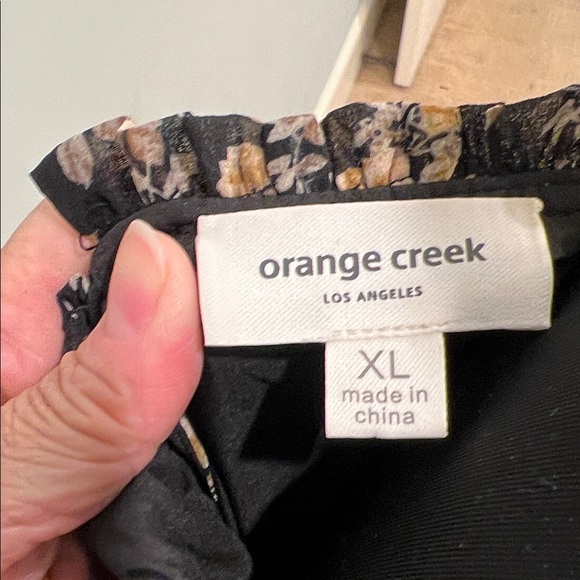 orange creek
LOS ANGELES
XL
made in
china